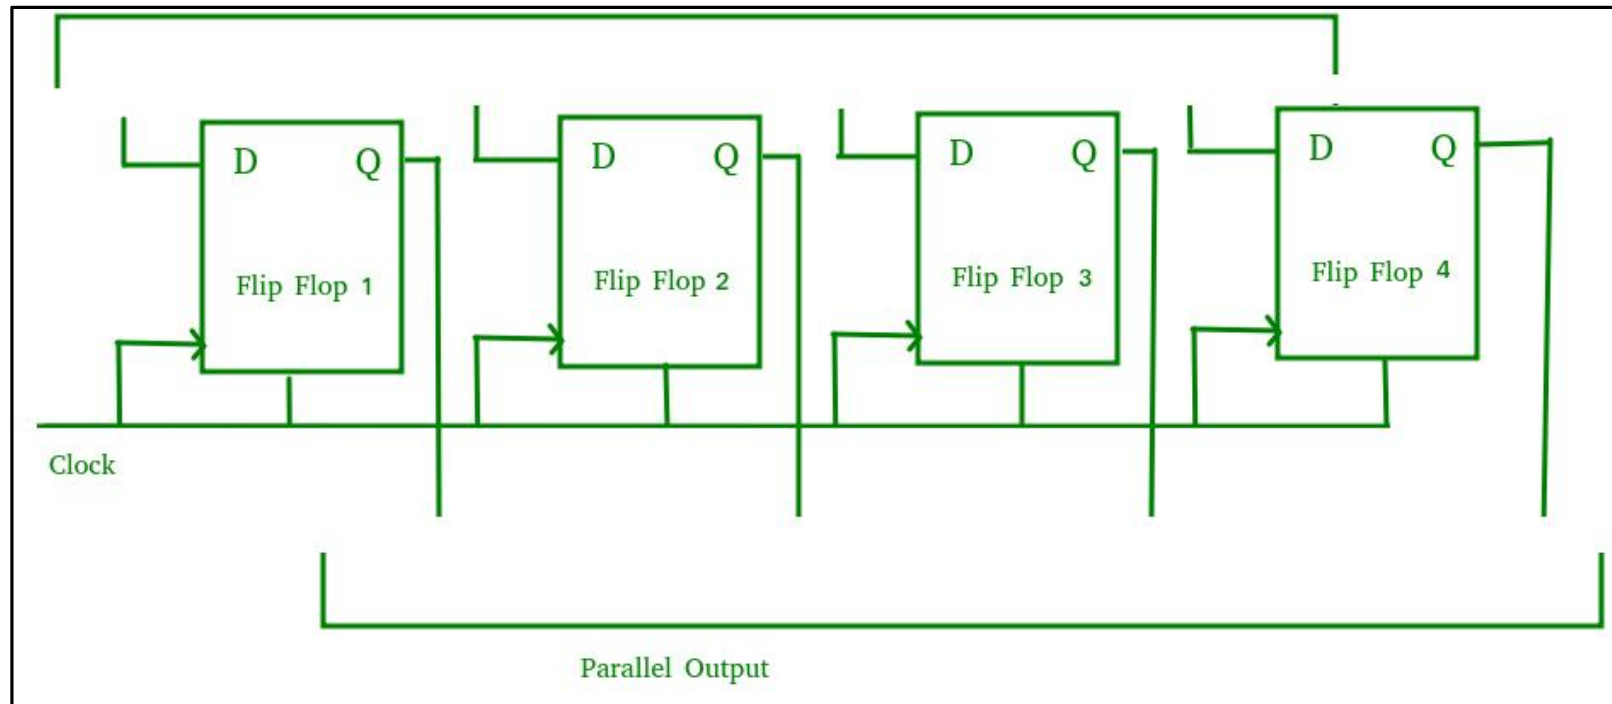 D Q
Flip Flop 1
D Q
Flip Flop 2
D Q
Flip Flop 3
D Q
Flip Flop 4
Clock
Parallel Output